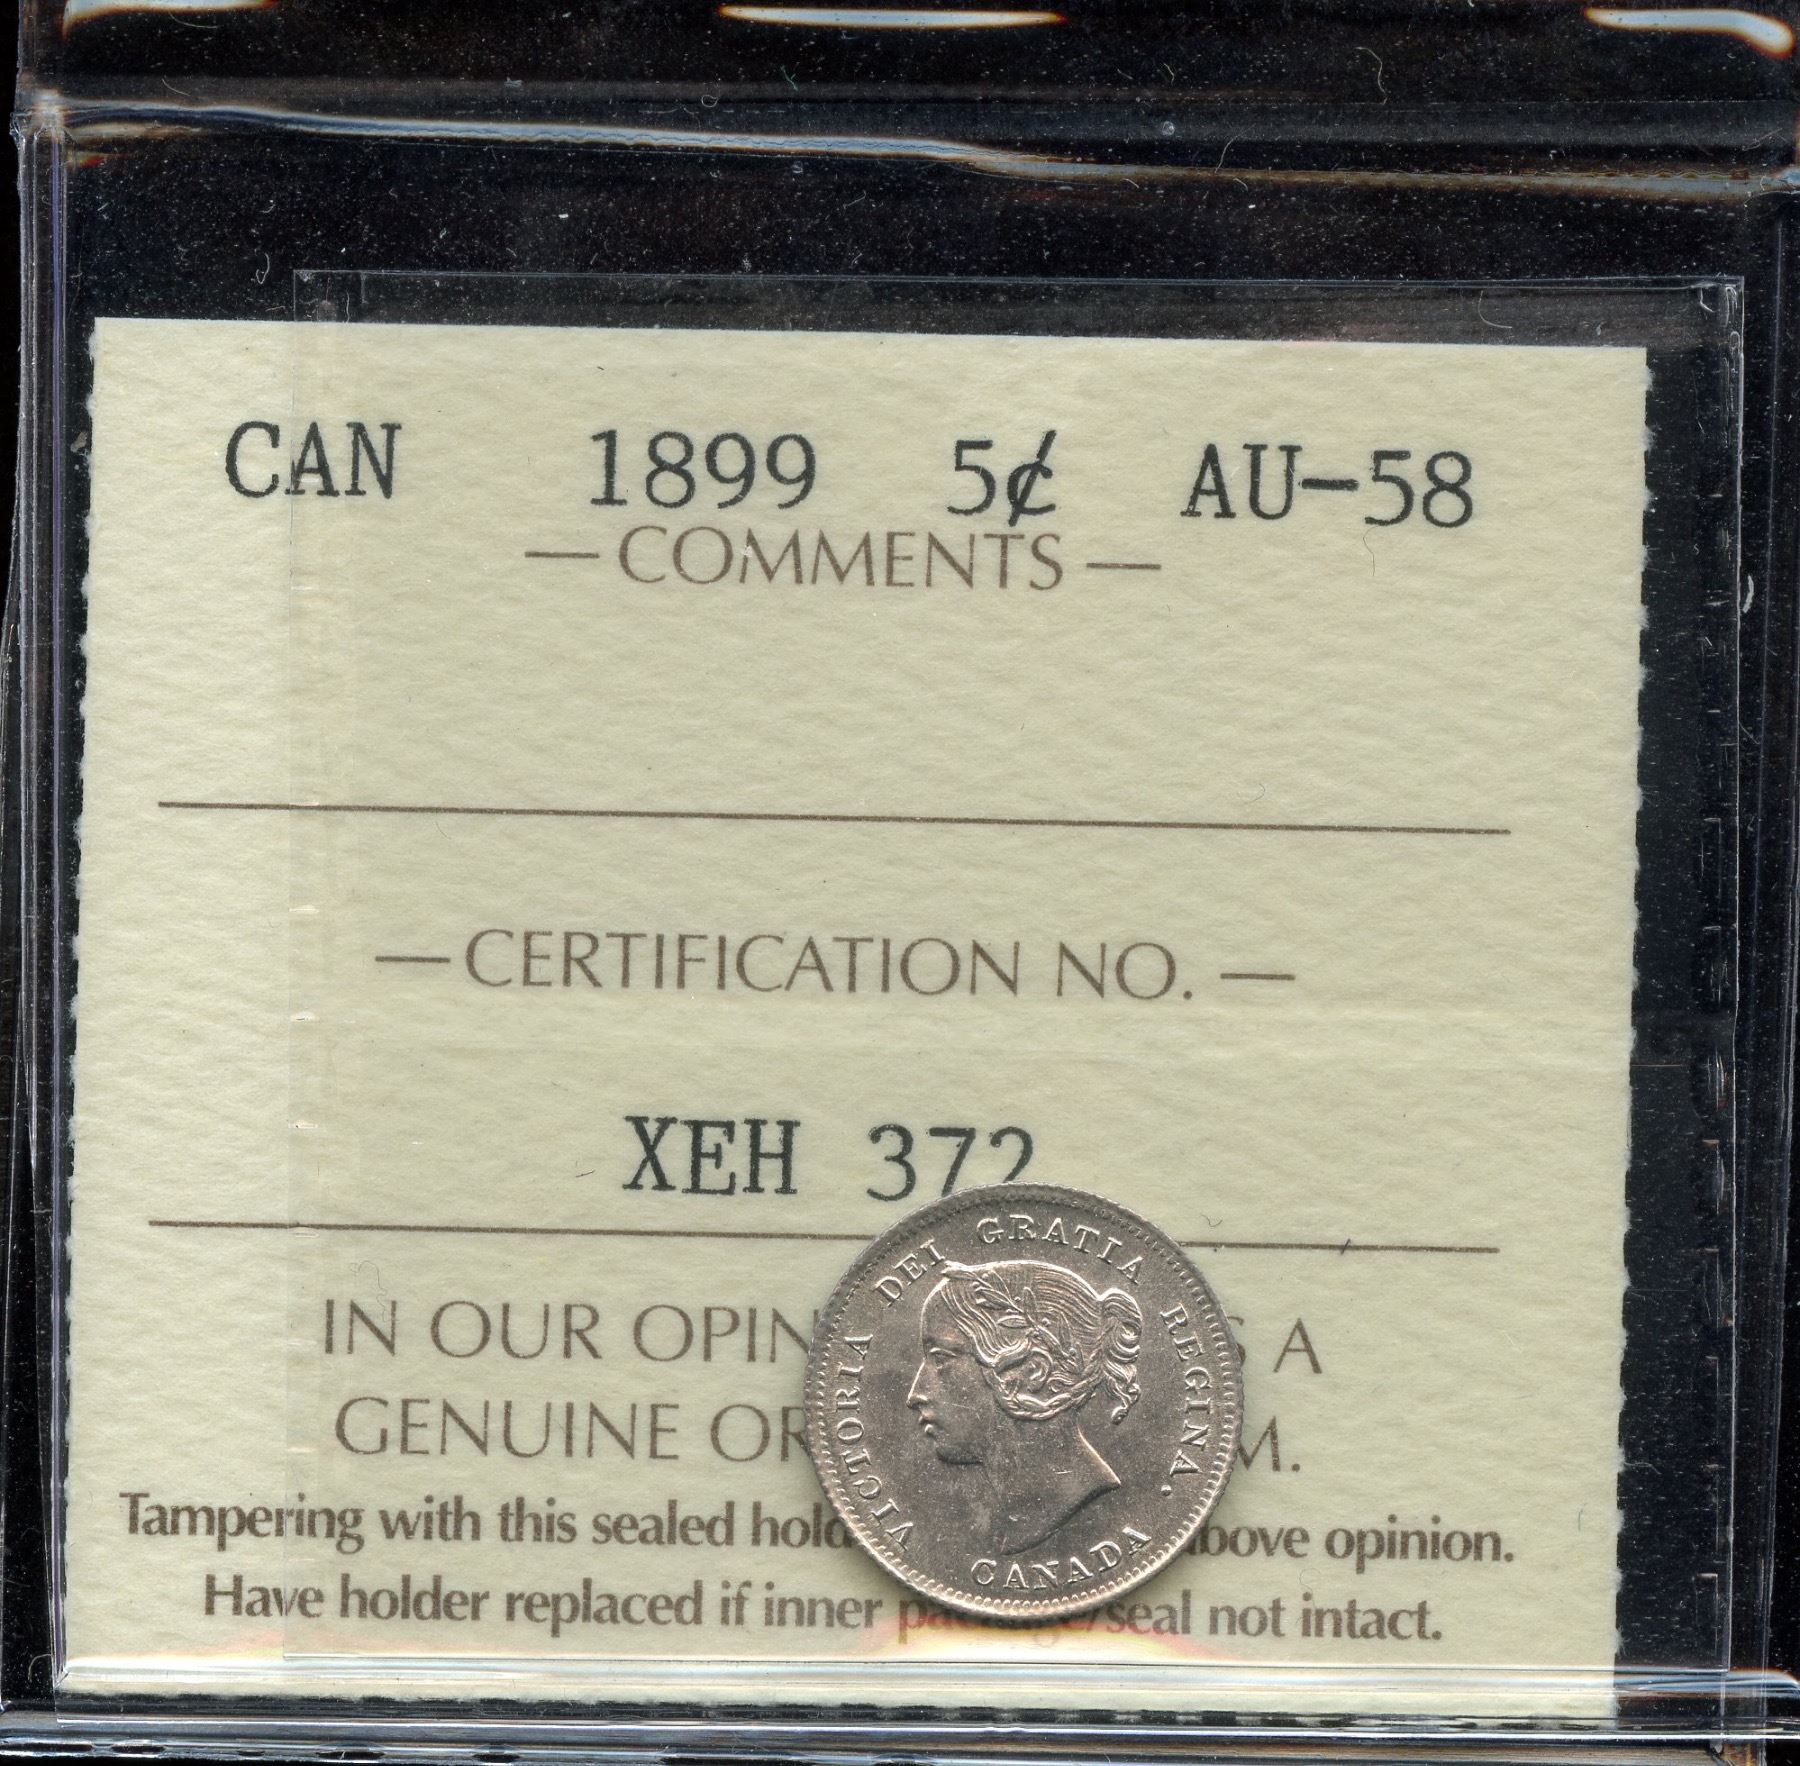 CAN 1899 5¢ AU-58
— COMMENTS —
— CERTIFICATION NO. —
XEH 372
IN OUR OPIN A
GENUINE OR M.
Tampering with this sealed hold bove opinion.
Have holder replaced if inner seal not intact.
VICTORIA DEI GRATIA REGINA.
CANADA